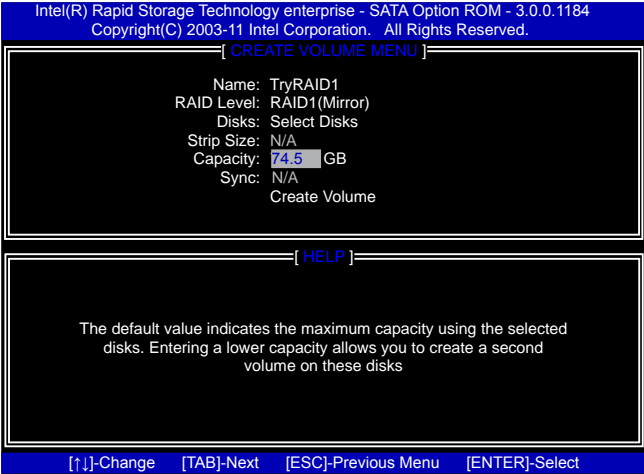 Intel(R) Rapid Storage Technology enterprise - SATA Option ROM - 3.0.0.1184
Copyright(C) 2003-11 Intel Corporation.   All Rights Reserved.
[ CREATE VOLUME MENU ]
Name: TryRAID1
RAID Level: RAID1(Mirror)
Disks: Select Disks
Strip Size: N/A
Capacity: 74.5 GB
Sync: N/A
Create Volume
[ HELP ]
The default value indicates the maximum capacity using the selected
disks. Entering a lower capacity allows you to create a second
volume on these disks
[↑↓]-Change [TAB]-Next [ESC]-Previous Menu [ENTER]-Select